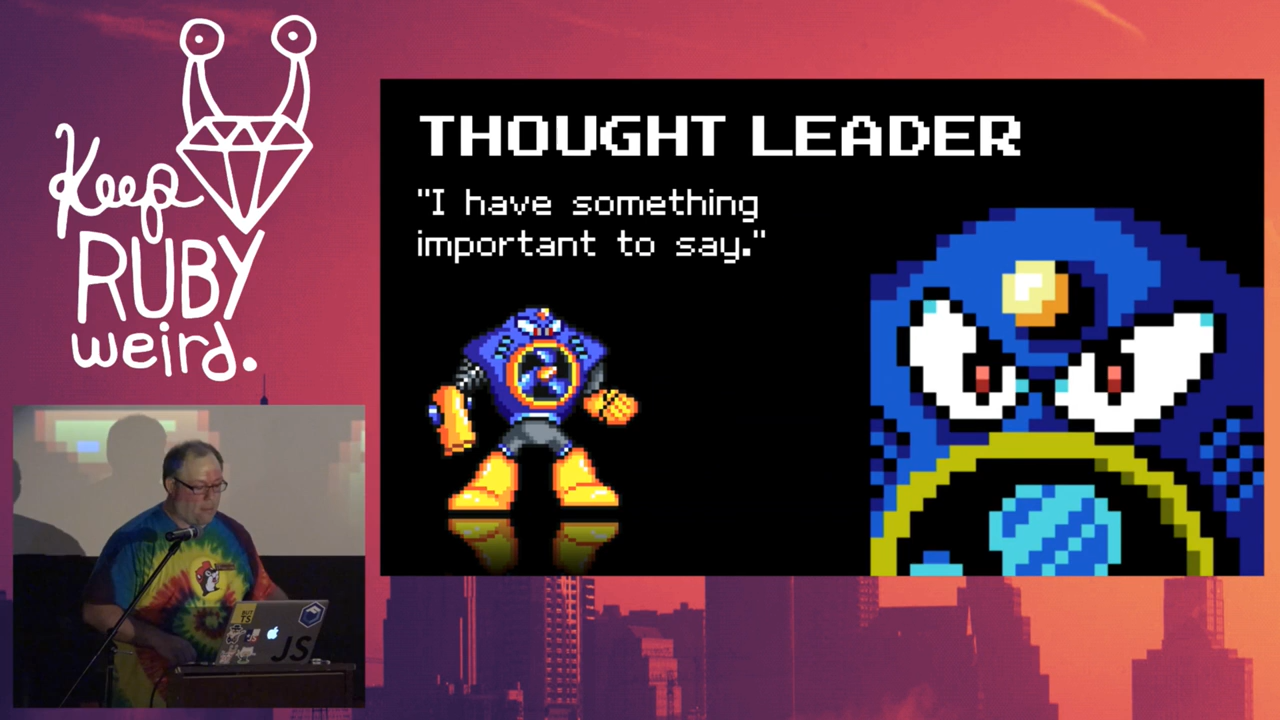 Keep
RUBY
weird.
THOUGHT LEADER
"I have something
important to say."
JS